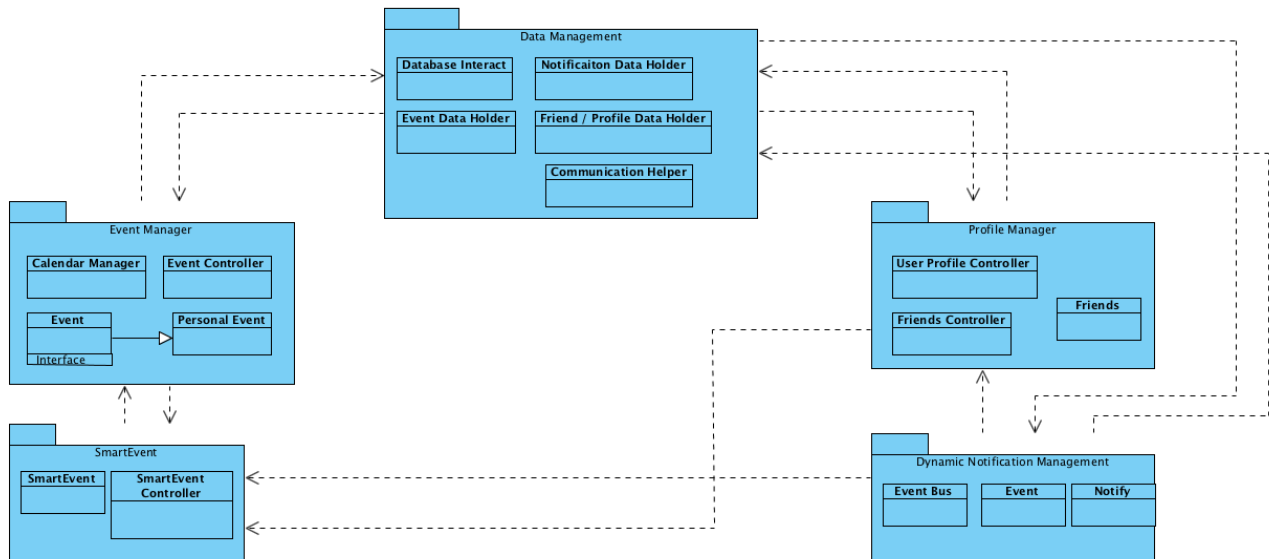 Data Management
Database Interact
Notificaiton Data Holder
Event Data Holder
Friend / Profile Data Holder
Communication Helper
Event Manager
Calendar Manager
Event Controller
Event
Interface
Personal Event
Profile Manager
User Profile Controller
Friends
Friends Controller
SmartEvent
SmartEvent
SmartEvent
Controller
Dynamic Notification Management
Event Bus
Event
Notify